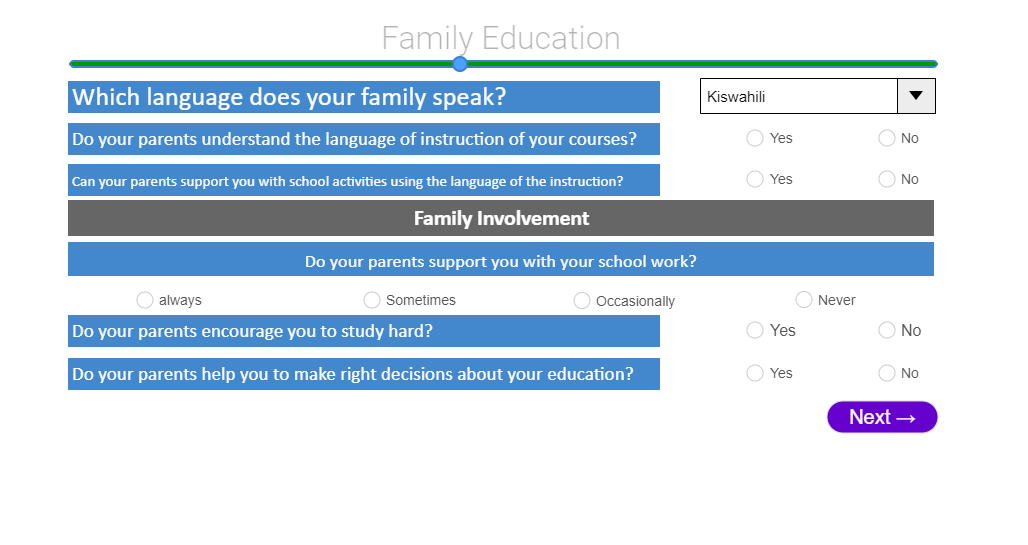 Family Education
Which language does your family speak?
Kiswahili
Do your parents understand the language of instruction of your courses?
Yes
No
Can your parents support you with school activities using the language of the instruction?
Yes
No
Family Involvement
Do your parents support you with your school work?
always
Sometimes
Occasionally
Never
Do your parents encourage you to study hard?
Yes
No
Do your parents help you to make right decisions about your education?
Yes
No
Next →